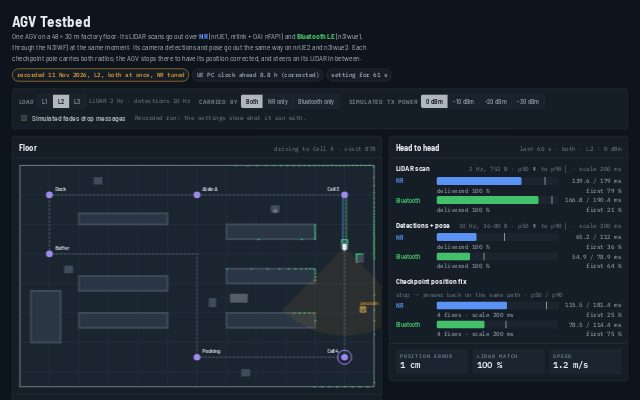 AGV Testbed
One AGV on a 48 × 30 m factory floor. Its LiDAR scans go out over NR (nrUE1, nrlink + OAI nFAPI) and Bluetooth LE (n3iwue1,
through the N3IWF) at the same moment. Its camera detections and pose go out the same way on nrUE2 and n3iwue2. Each
checkpoint pole carries both radios; the AGV stops there to have its position corrected, and steers on its LiDAR in between.
recorded 11 Nov 2026, L2, both at once, NR tuned
UE PC clock ahead 8.8 h (corrected)
setting for 61 s
LOAD L1 L2 L3 LiDAR 2 Hz · detections 10 Hz CARRIED BY Both NR only Bluetooth only SIMULATED TX POWER 0 dBm -10 dBm -20 dBm -30 dBm
Simulated fades drop messages Recorded run: the settings show what it ran with.
Floor driving to Cell 4 · visit 878
Dock
Aisle A
Cell 3
Buffer
Packing
Cell 4
Head to head last 60 s · both · L2 · 0 dBm
LiDAR scan 2 Hz, 752 B · p50 to p90 | · scale 200 ms
NR 139.6 / 179 ms
delivered 100 % first 79 %
Bluetooth 166.8 / 190.4 ms
delivered 100 % first 21 %
Detections + pose 10 Hz, 36-80 B · p50 to p90 | · scale 200 ms
NR 65.2 / 112 ms
delivered 100 % first 36 %
Bluetooth 54.9 / 78.9 ms
delivered 100 % first 64 %
Checkpoint position fix
stop → answer back on the same path · p50 / p90
NR 115.5 / 181.4 ms
4 fixes · scale 200 ms first 25 %
Bluetooth 78.5 / 114.4 ms
4 fixes · scale 200 ms first 75 %
POSITION ERROR
1 cm
LIDAR MATCH
100 %
SPEED
1.2 m/s